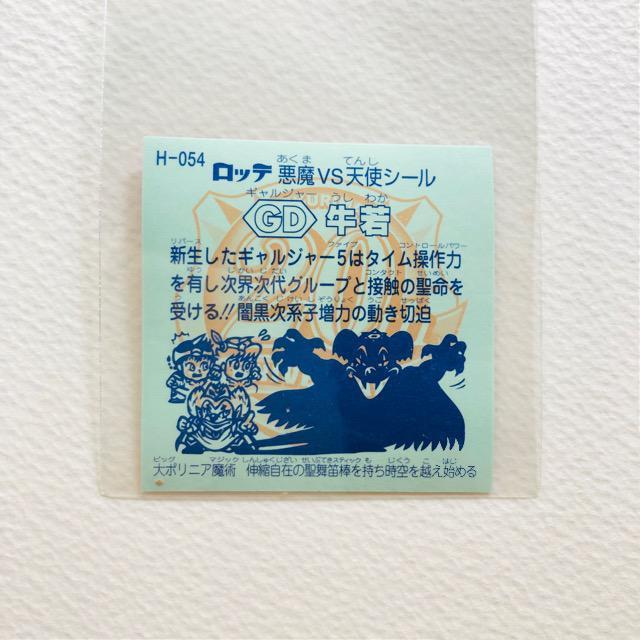 H-054 ロッテ 悪魔VS天使シール
あくま てんし
ギャルジャー うし わか
GD 牛若
リバース ファイブ コントロールパワー
新生したギャルジャー5はタイム操作力
ゆう じかいじだい コンタクト せいめい
を有し次界次代グループと接触の聖命を
う あんこくじけいしぞうりょく うご せっぱく
受ける!!闇黒次系子増力の動き切迫
ビッグ マジック しんしゅくじざい せいぶてきスティック も じくう こ はじ
大ポリニア魔術 伸縮自在の聖舞笛棒を持ち時空を越え始める